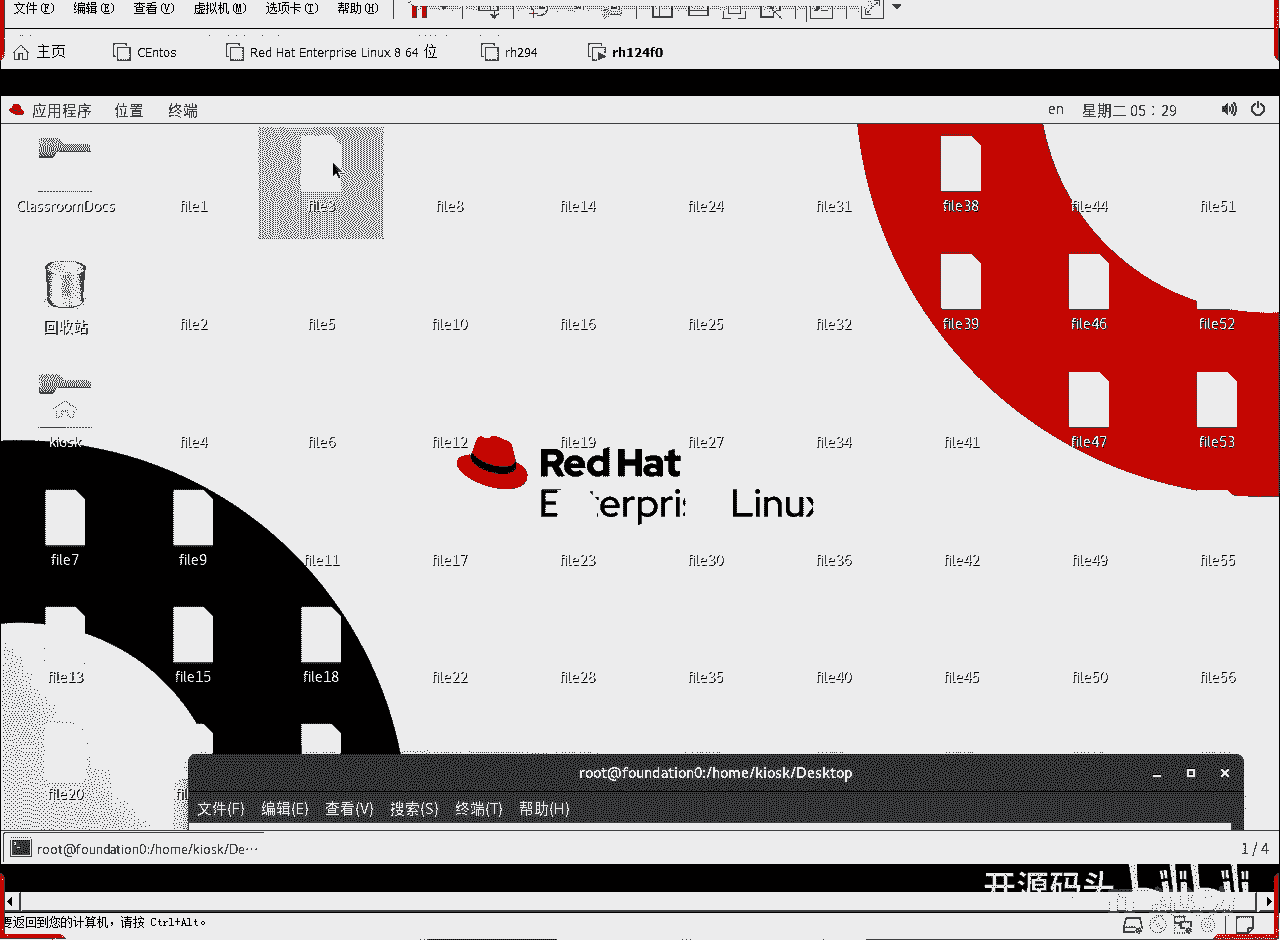 文件(F) 编辑(E) 查看(V) 虚拟机(M) 选项卡(T) 帮助(H)
主页 CEntos Red Hat Enterprise Linux 8 64 位 rh294 rh124f0
应用程序 位置 终端 en 星期二 05：29
ClassroomDocs file1 file3 file8 file14 file24 file31 file38 file44 file51
回收站 file2 file5 file10 file16 file25 file32 file39 file46 file52
kiosk file4 file6 file12 file19 file27 file34 file41 file47 file53
Red Hat
Linux
file7 file9 file11 file17 file23 file30 file36 file42 file49 file55
file13 file15 file18 file22 file28 file35 file40 file45 file50 file56
file20
root@foundation0:/home/kiosk/Desktop
文件(F) 编辑(E) 查看(V) 搜索(S) 终端(T) 帮助(H)
root@foundation0:/home/kiosk/De…
1 / 4
开源码头
要返回到您的计算机，请按 Ctrl+Alt。